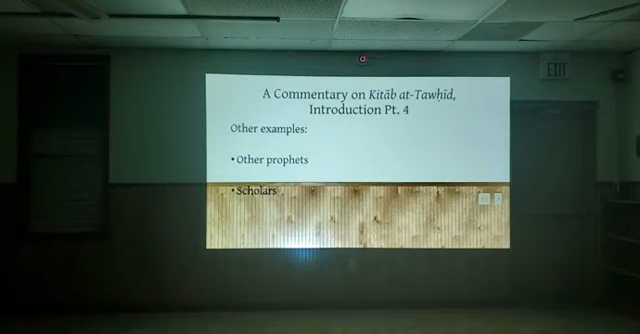 EXIT
A Commentary on Kitāb at-Tawḥīd,
Introduction Pt. 4
Other examples:
• Other prophets
• Scholars